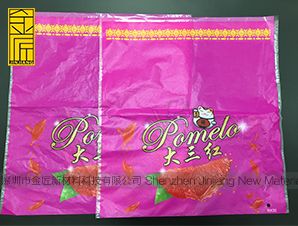 金匠
JINJIANG
Pomelo
大三红
Pomelo
大三红
深圳市金匠新材料科技有限公司 Shenzhen Jinjiang New Materia